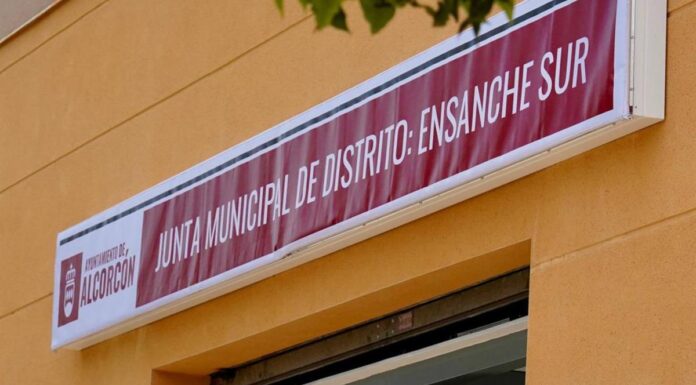 AYUNTAMIENTO DE
ALCORCÓN
JUNTA MUNICIPAL DE DISTRITO: ENSANCHE SUR